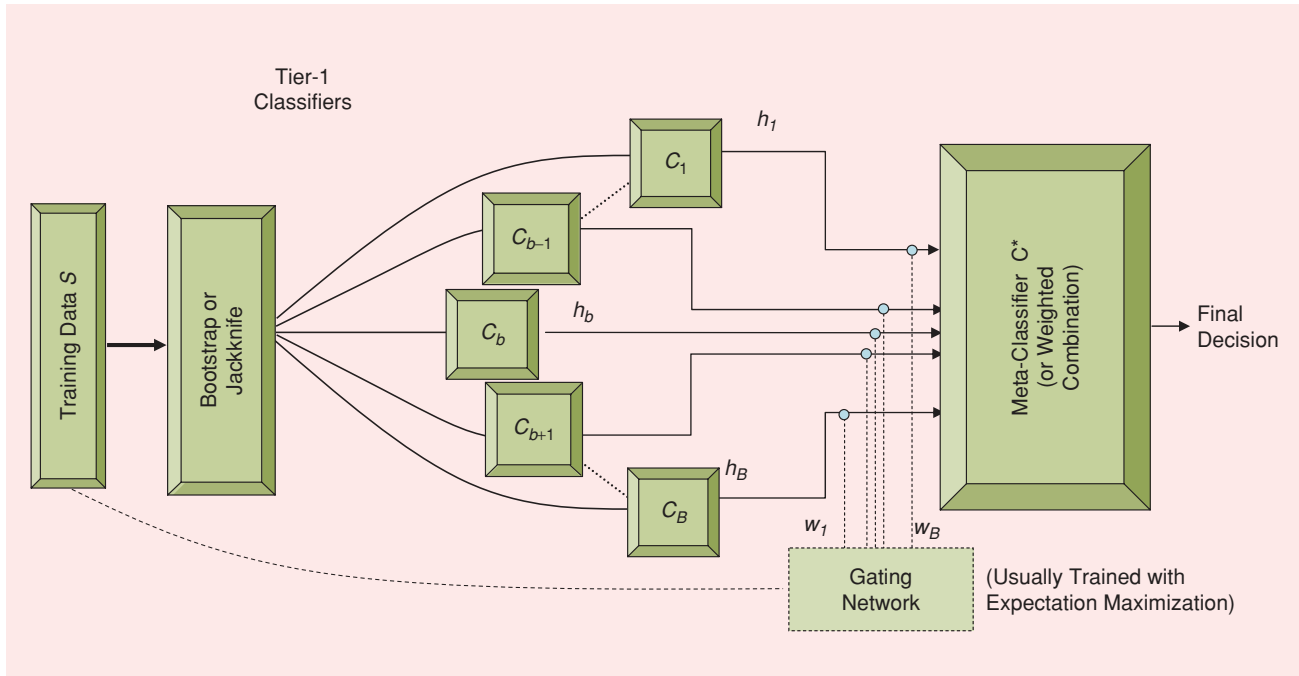 Tier-1
Classifiers
Training Data S
Bootstrap or
Jackknife
C1
h1
Cb–1
Cb
hb
Cb+1
CB
hB
Meta-Classifier C*
(or Weighted
Combination)
Final
Decision
w1
wB
Gating
Network
(Usually Trained with
Expectation Maximization)